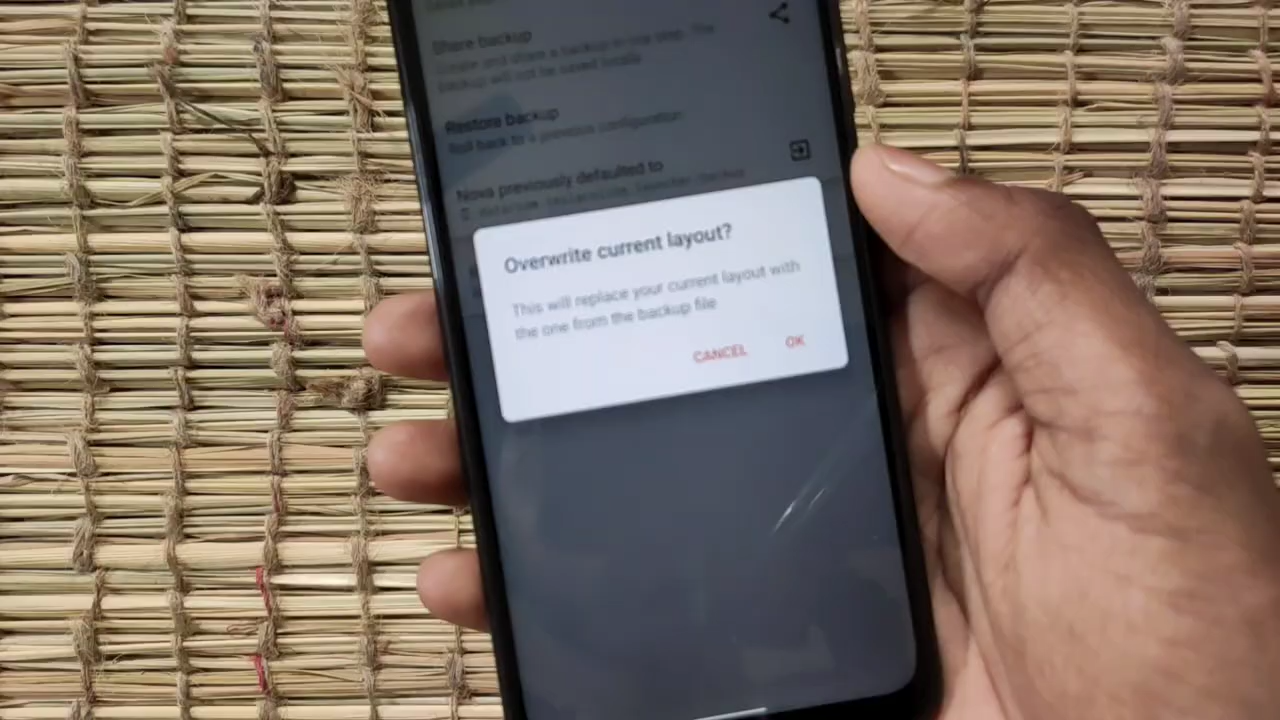 Share backup
Create and share a backup in one step. The
backup will not be saved locally
Restore backup
Roll back to a previous configuration
Nova previously defaulted to
Overwrite current layout?
This will replace your current layout with
the one from the backup file
CANCEL OK